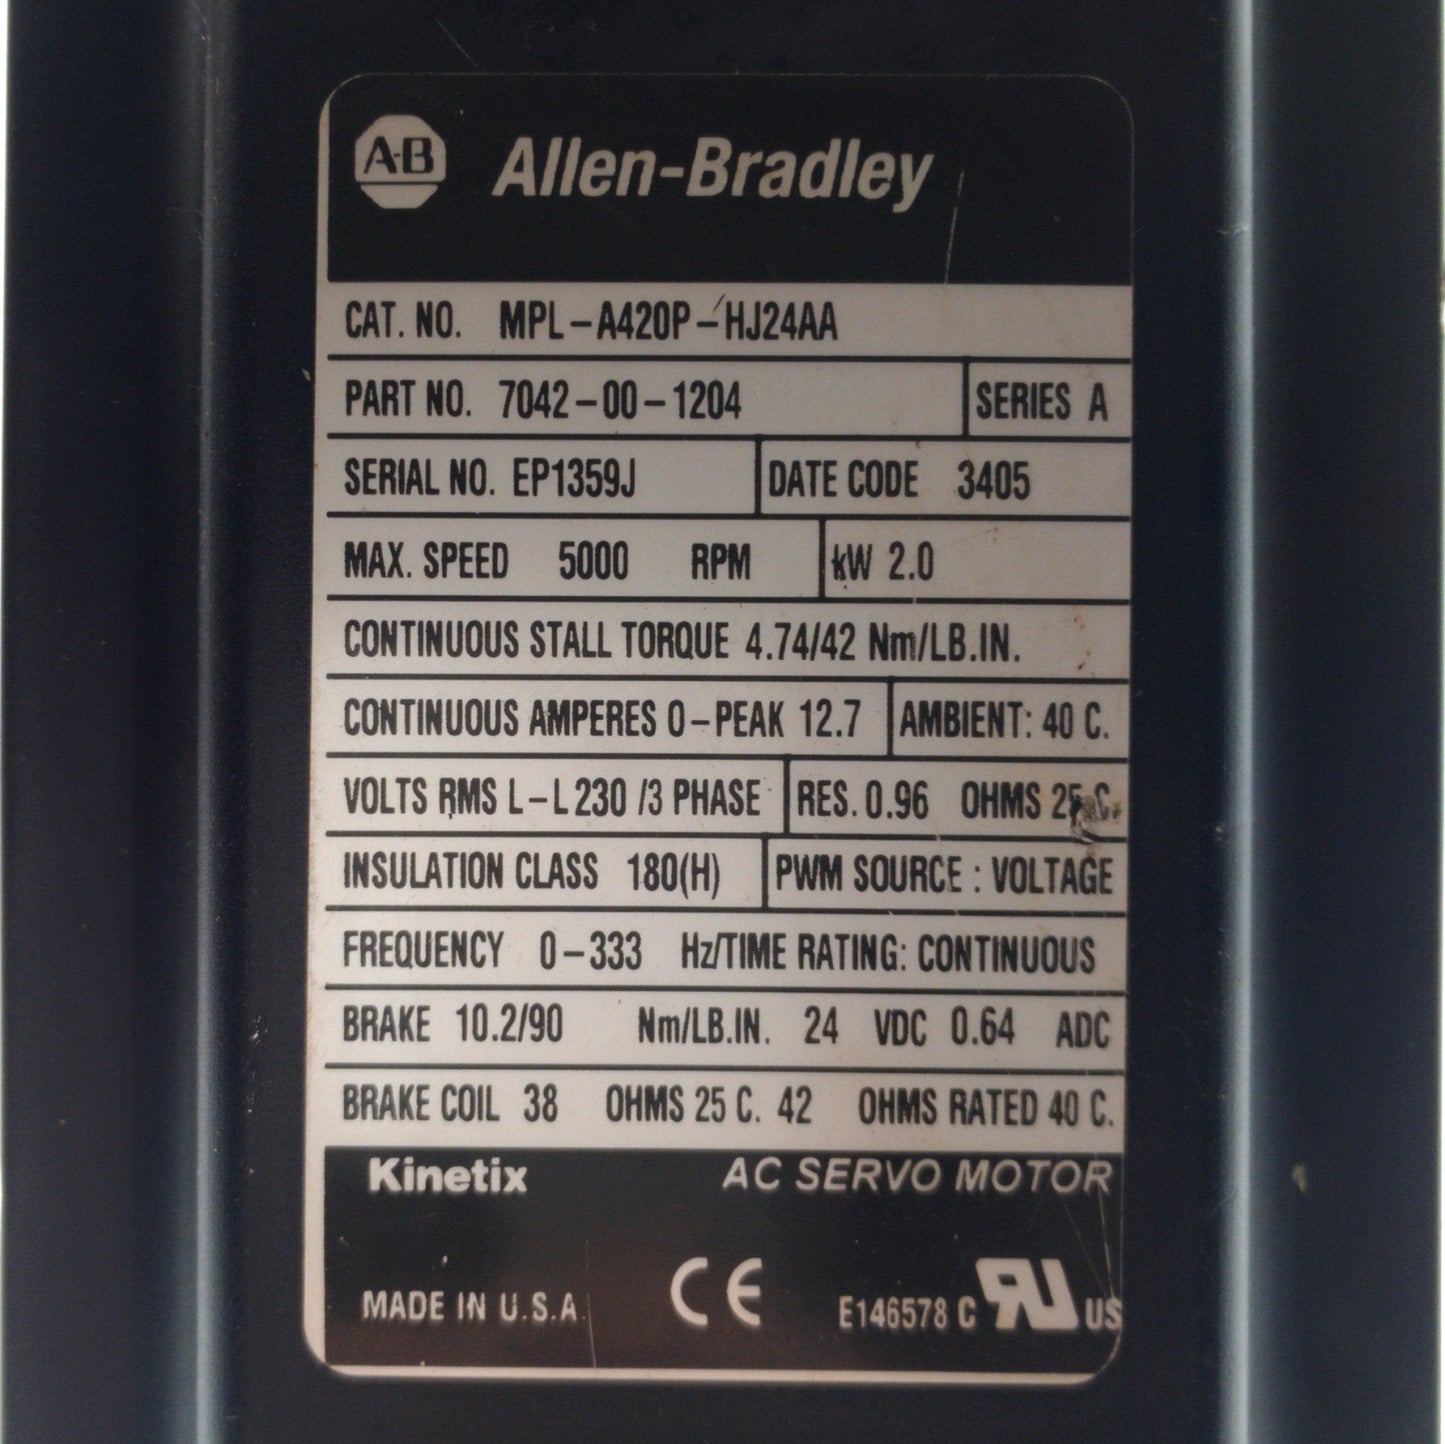 A-B Allen-Bradley
CAT. NO. MPL-A420P-HJ24AA
PART NO. 7042-00-1204 SERIES A
SERIAL NO. EP1359J DATE CODE 3405
MAX. SPEED 5000 RPM kW 2.0
CONTINUOUS STALL TORQUE 4.74/42 Nm/LB.IN.
CONTINUOUS AMPERES 0-PEAK 12.7 AMBIENT: 40 C.
VOLTS RMS L-L 230 /3 PHASE RES. 0.96 OHMS 25 C.
INSULATION CLASS 180(H) PWM SOURCE : VOLTAGE
FREQUENCY 0-333 Hz/TIME RATING: CONTINUOUS
BRAKE 10.2/90 Nm/LB.IN. 24 VDC 0.64 ADC
BRAKE COIL 38 OHMS 25 C. 42 OHMS RATED 40 C.
Kinetix AC SERVO MOTOR
MADE IN U.S.A. CE E146578 C RU US